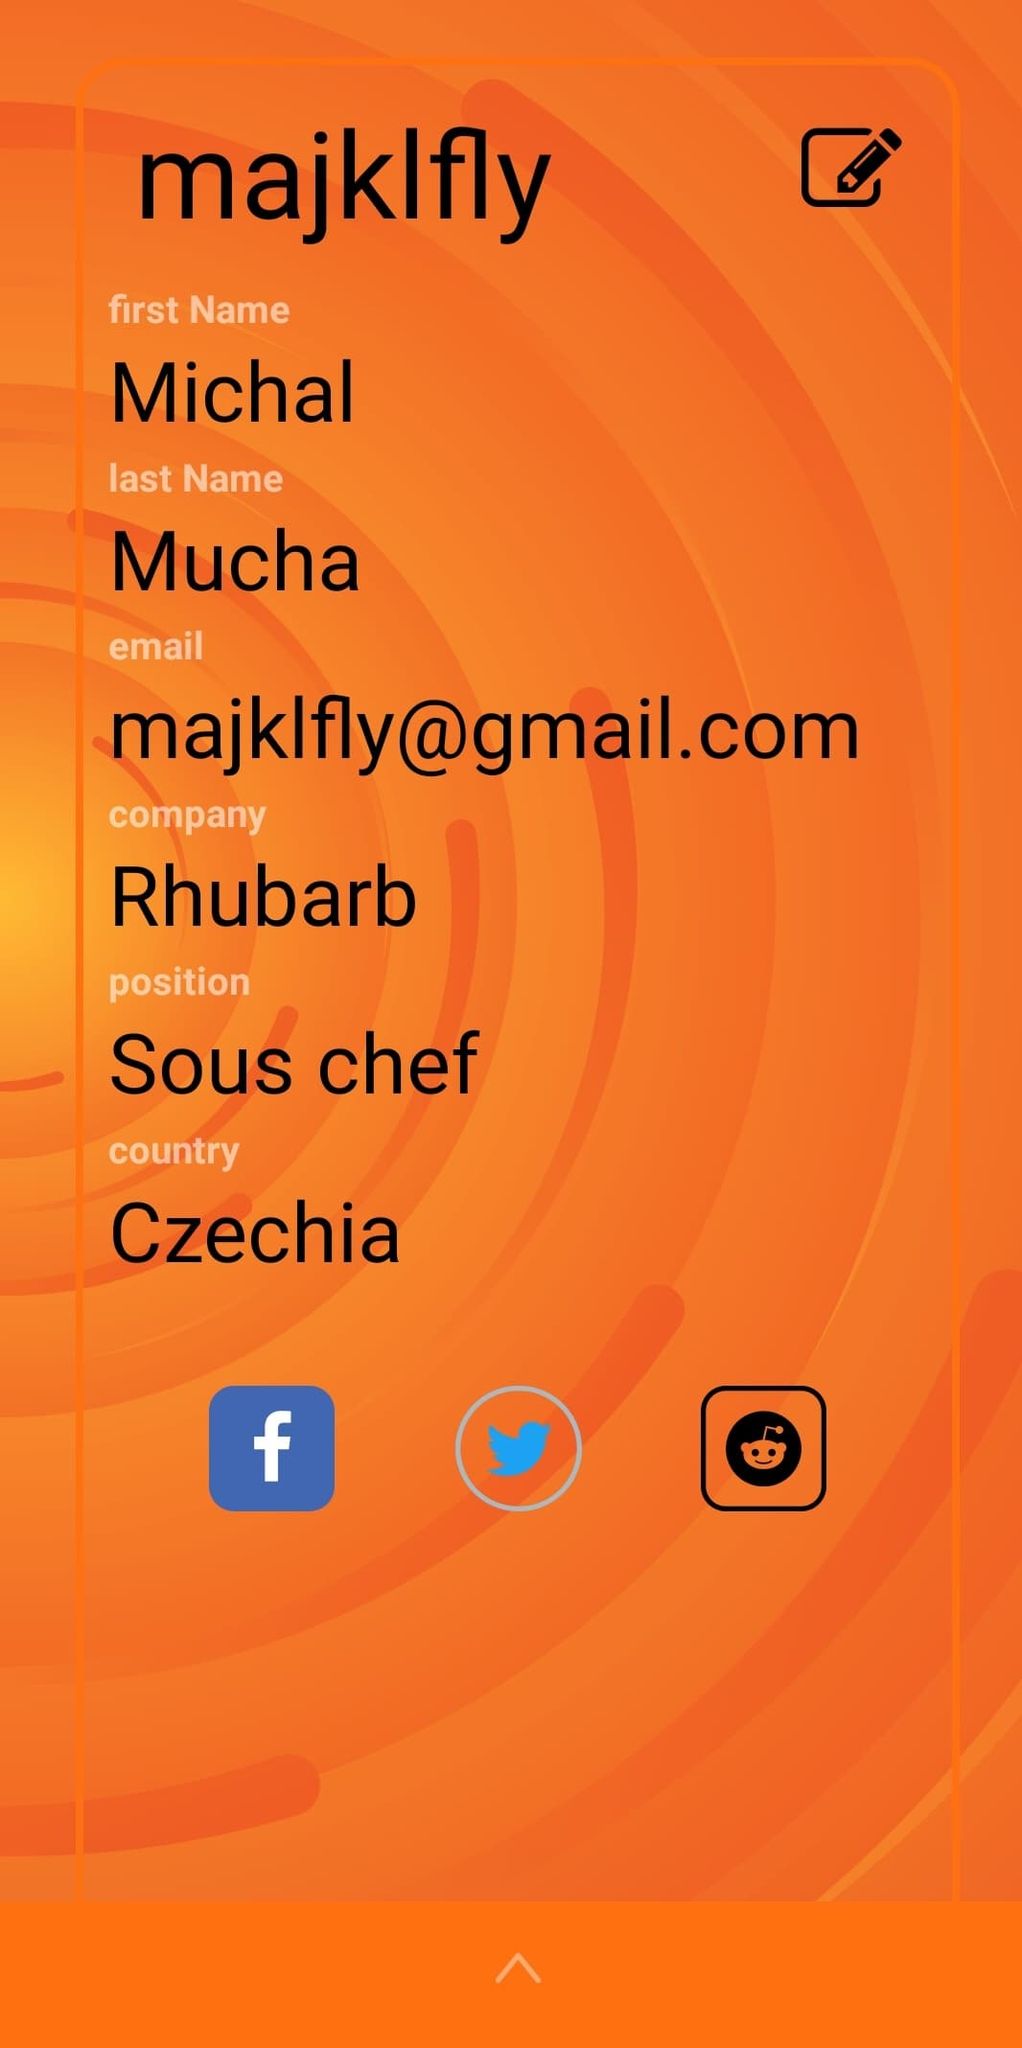 majklfly
first Name
Michal
last Name
Mucha
email
majklfly@gmail.com
company
Rhubarb
position
Sous chef
country
Czechia